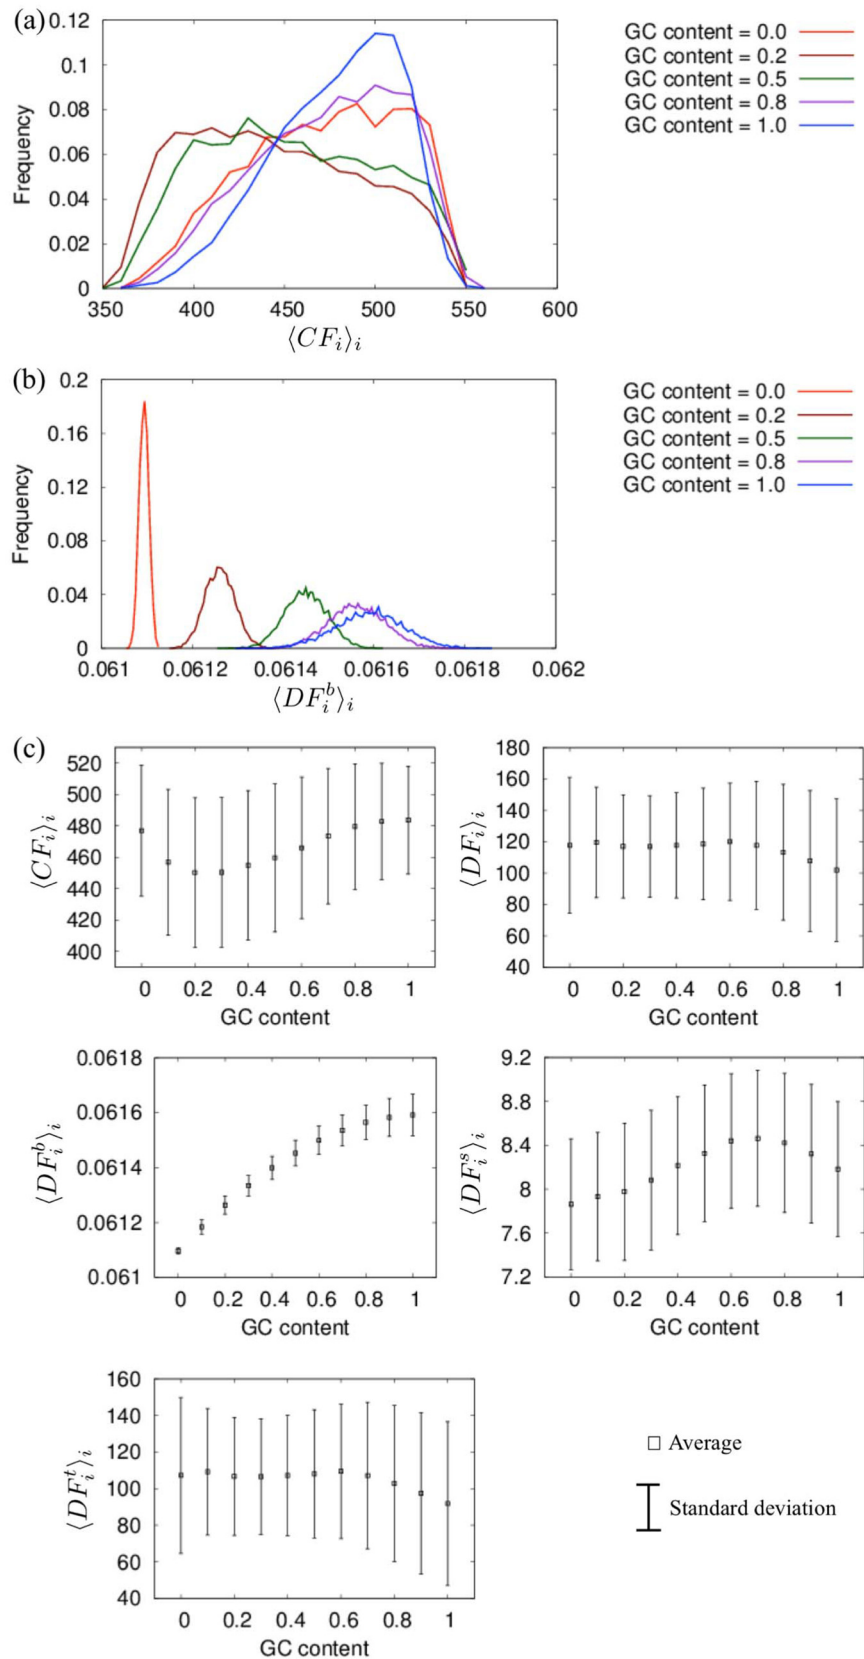 (a)
0.12
0.1
0.08
0.06
0.04
0.02
0
Frequency
350 400 450 500 550 600
⟨CF_i⟩_i
GC content = 0.0
GC content = 0.2
GC content = 0.5
GC content = 0.8
GC content = 1.0
(b)
0.2
0.16
0.12
0.08
0.04
0
Frequency
0.061 0.0612 0.0614 0.0616 0.0618 0.062
⟨DF_i^b⟩_i
GC content = 0.0
GC content = 0.2
GC content = 0.5
GC content = 0.8
GC content = 1.0
(c)
520
500
480
460
440
420
400
⟨CF_i⟩_i
0 0.2 0.4 0.6 0.8 1
GC content
180
160
140
120
100
80
60
40
⟨DF_i⟩_i
0 0.2 0.4 0.6 0.8 1
GC content
0.0618
0.0616
0.0614
0.0612
0.061
⟨DF_i^b⟩_i
0 0.2 0.4 0.6 0.8 1
GC content
9.2
8.8
8.4
8
7.6
7.2
⟨DF_i^s⟩_i
0 0.2 0.4 0.6 0.8 1
GC content
160
140
120
100
80
60
40
⟨DF_i^t⟩_i
0 0.2 0.4 0.6 0.8 1
GC content
Average
Standard deviation